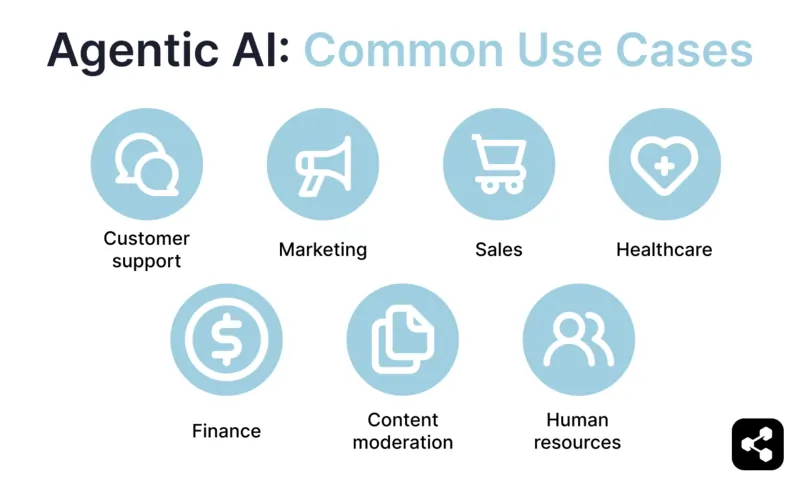 Agentic AI: Common Use Cases
Customer
support
Marketing
Sales
Healthcare
$
Finance
Content
moderation
Human
resources